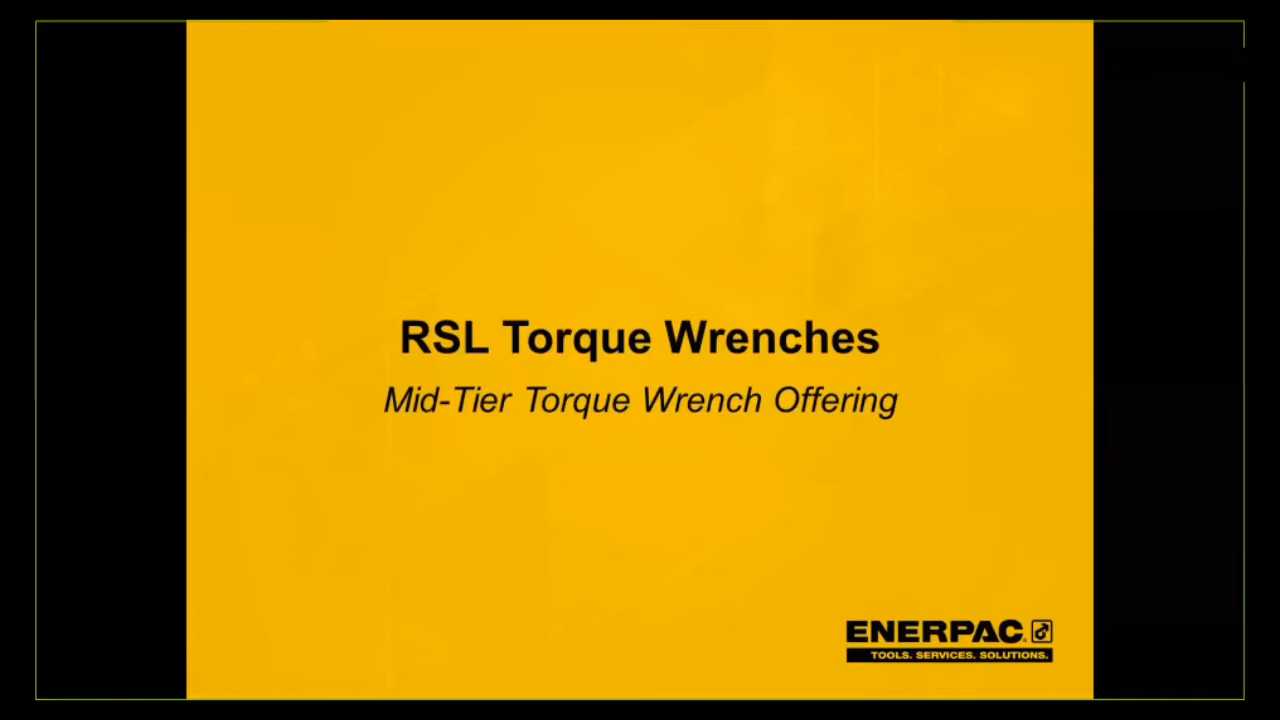 RSL Torque Wrenches
Mid-Tier Torque Wrench Offering
ENERPAC.
TOOLS. SERVICES. SOLUTIONS.